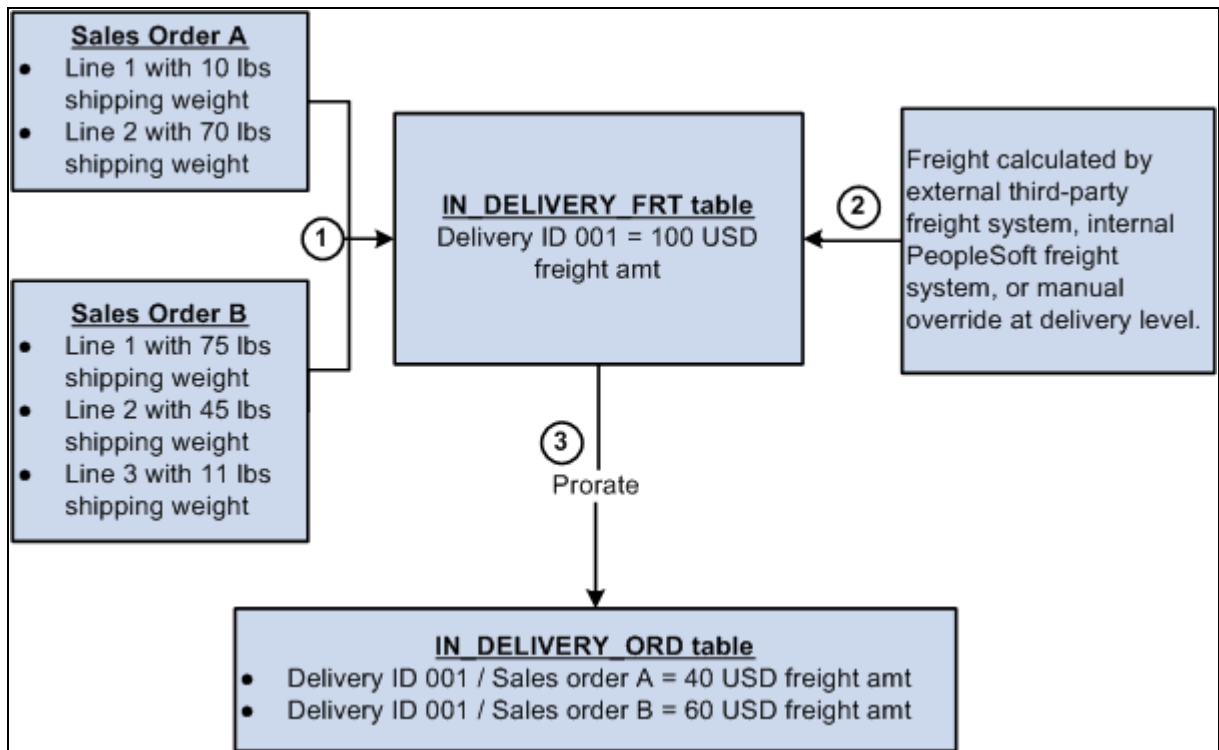 Sales Order A
● Line 1 with 10 lbs
shipping weight
● Line 2 with 70 lbs
shipping weight
Sales Order B
● Line 1 with 75 lbs
shipping weight
● Line 2 with 45 lbs
shipping weight
● Line 3 with 11 lbs
shipping weight
1
IN_DELIVERY_FRT table
Delivery ID 001 = 100 USD
freight amt
2
Freight calculated by
external third-party
freight system, internal
PeopleSoft freight
system, or manual
override at delivery level.
3
Prorate
IN_DELIVERY_ORD table
● Delivery ID 001 / Sales order A = 40 USD freight amt
● Delivery ID 001 / Sales order B = 60 USD freight amt